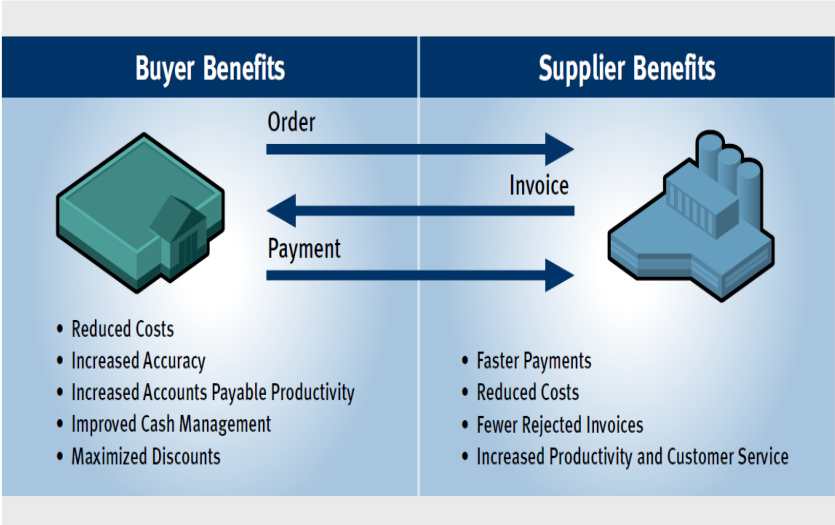 Buyer Benefits
Supplier Benefits
Order
Invoice
Payment
• Reduced Costs
• Increased Accuracy
• Increased Accounts Payable Productivity
• Improved Cash Management
• Maximized Discounts
• Faster Payments
• Reduced Costs
• Fewer Rejected Invoices
• Increased Productivity and Customer Service